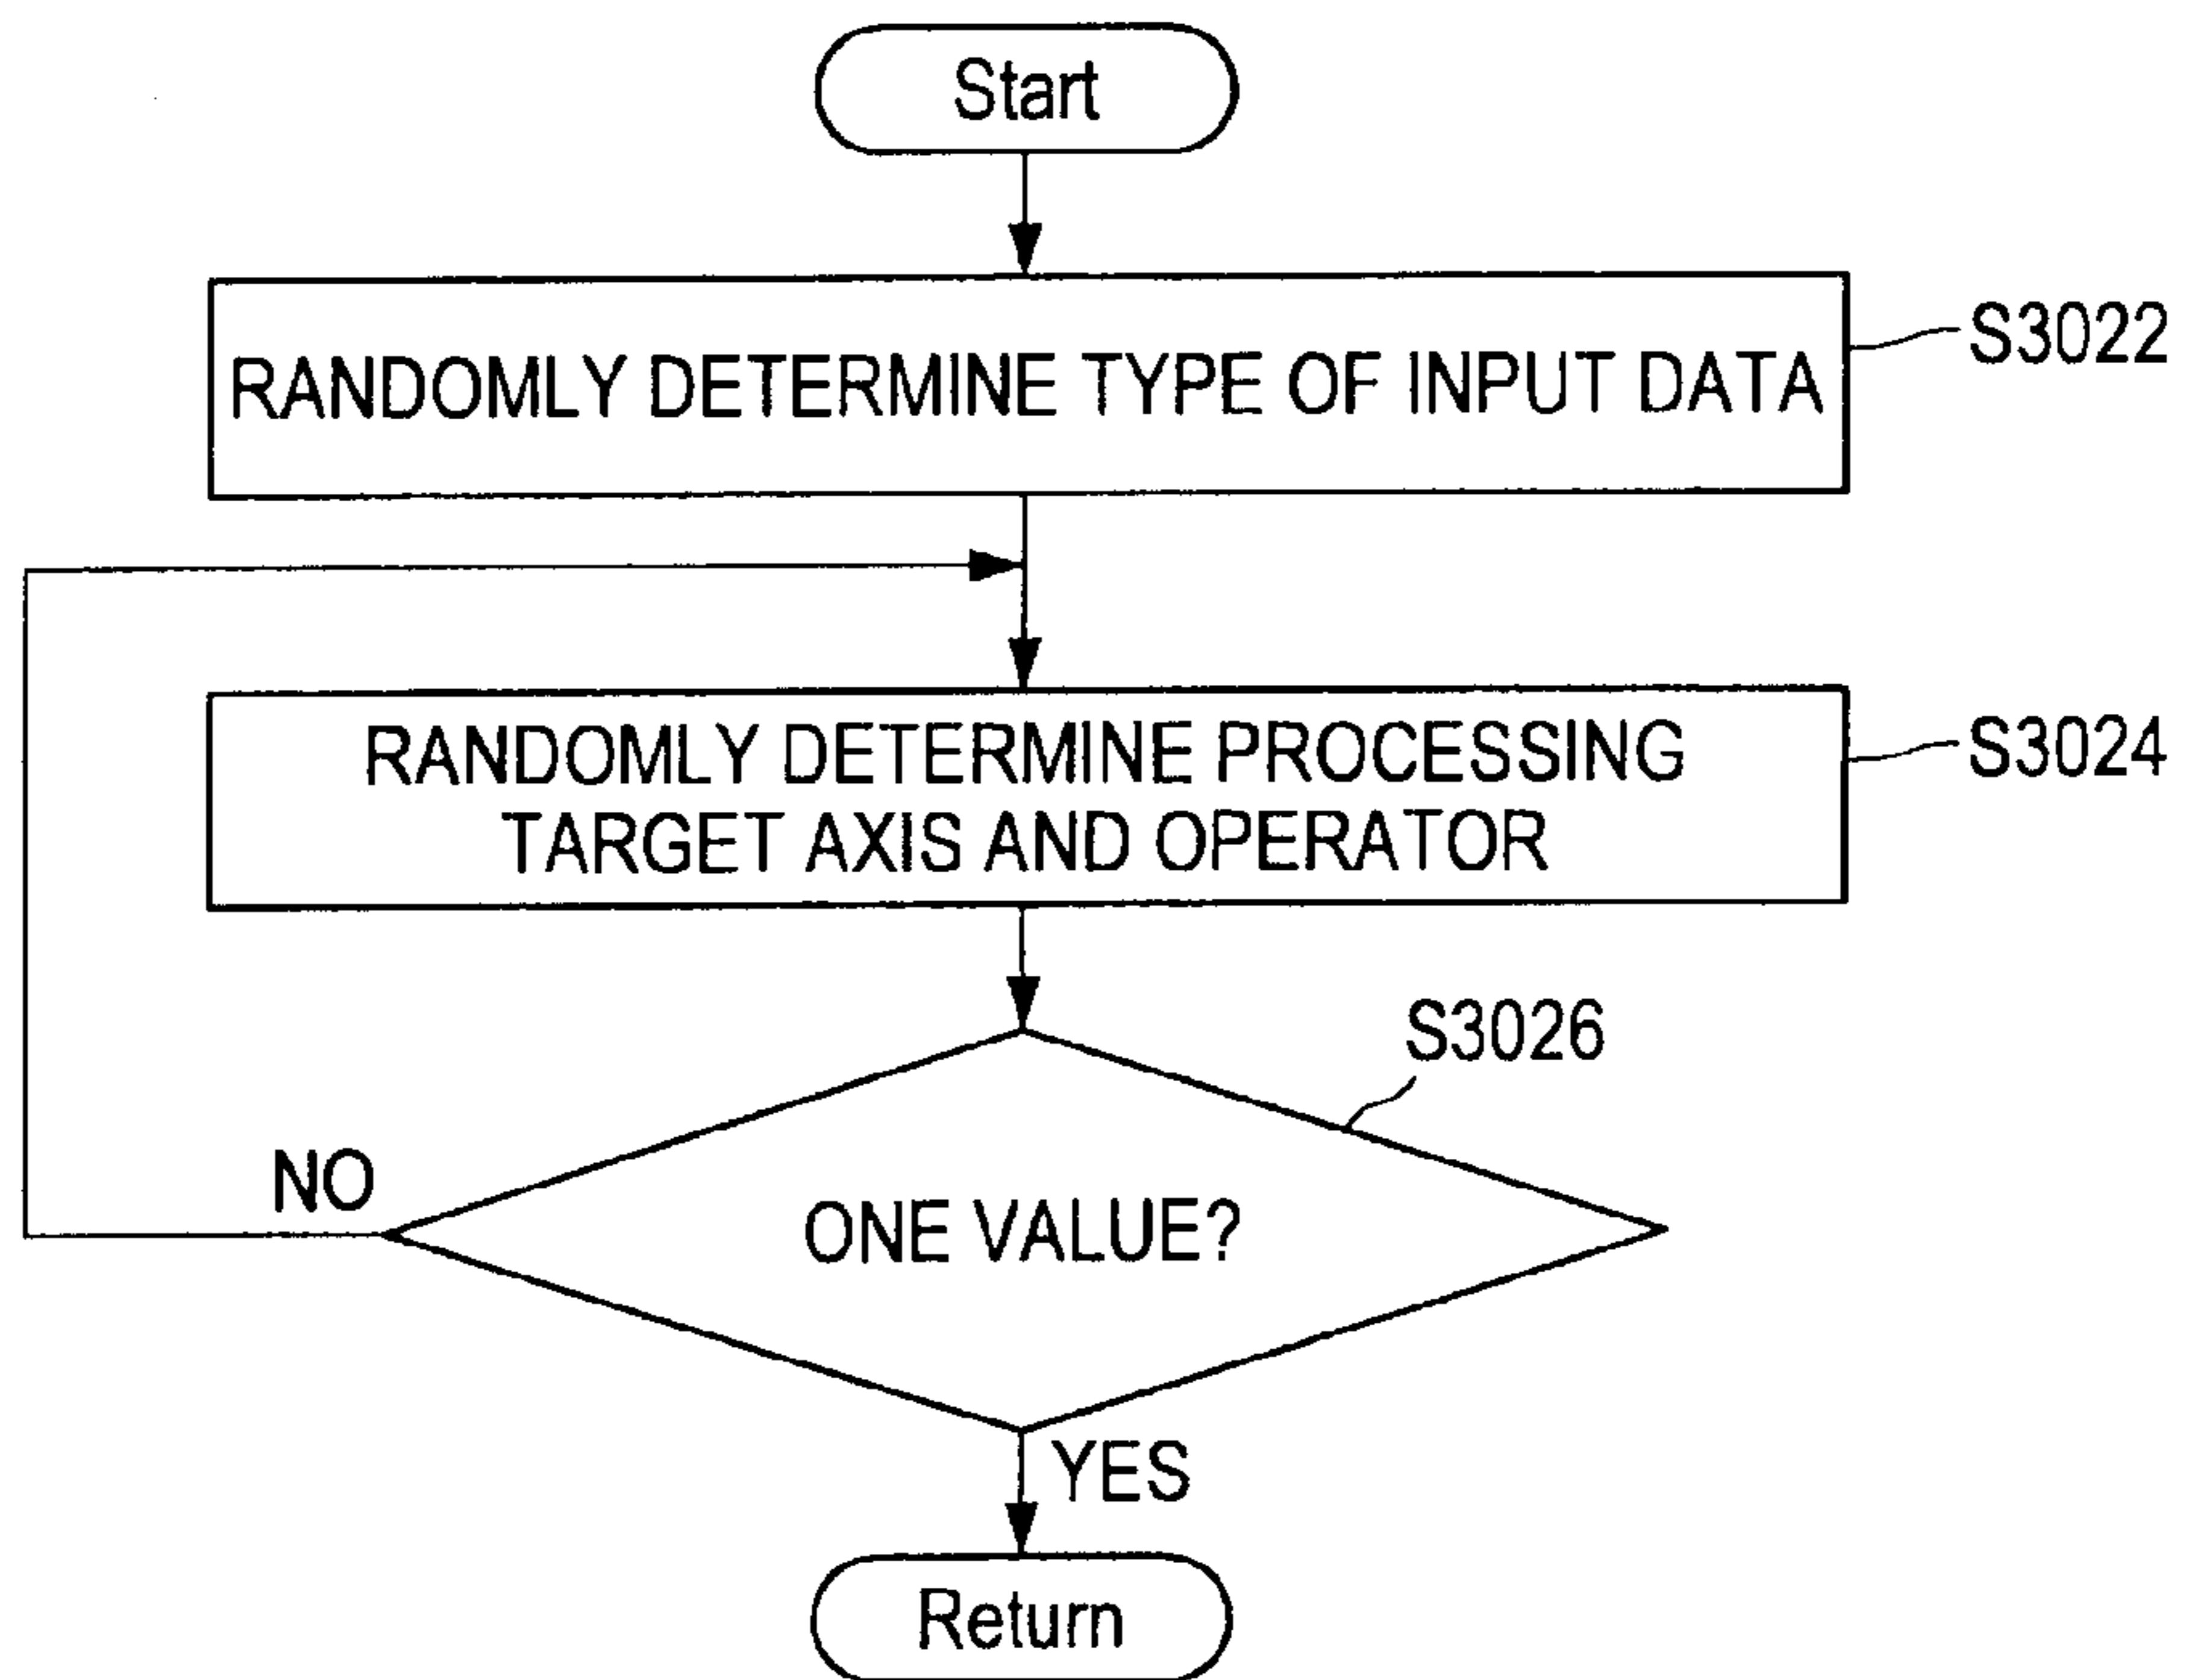 Start
RANDOMLY DETERMINE TYPE OF INPUT DATA
S3022
RANDOMLY DETERMINE PROCESSING
TARGET AXIS AND OPERATOR
S3024
S3026
ONE VALUE?
NO
YES
Return